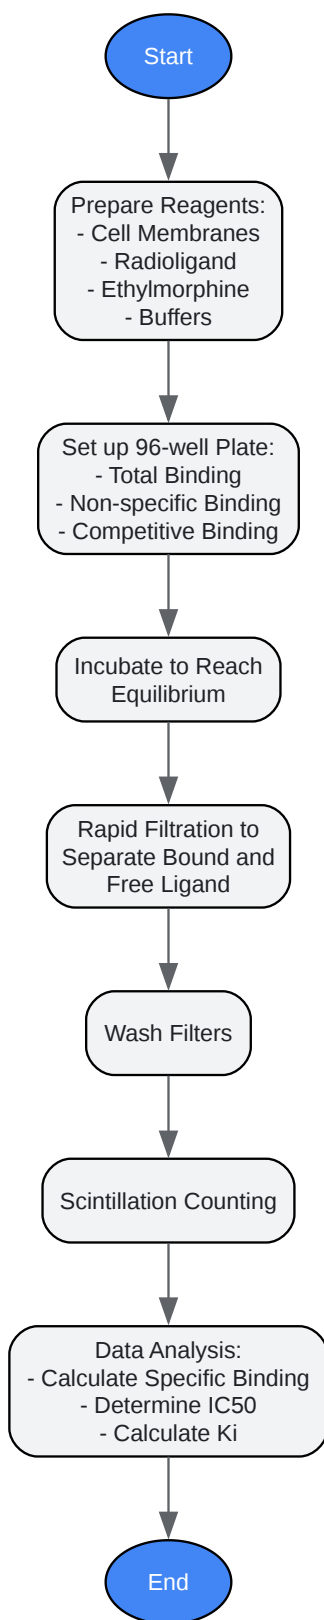 Start
Prepare Reagents:
- Cell Membranes
- Radioligand
- Ethylmorphine
- Buffers
Set up 96-well Plate:
- Total Binding
- Non-specific Binding
- Competitive Binding
Incubate to Reach
Equilibrium
Rapid Filtration to
Separate Bound and
Free Ligand
Wash Filters
Scintillation Counting
Data Analysis:
- Calculate Specific Binding
- Determine IC50
- Calculate Ki
End